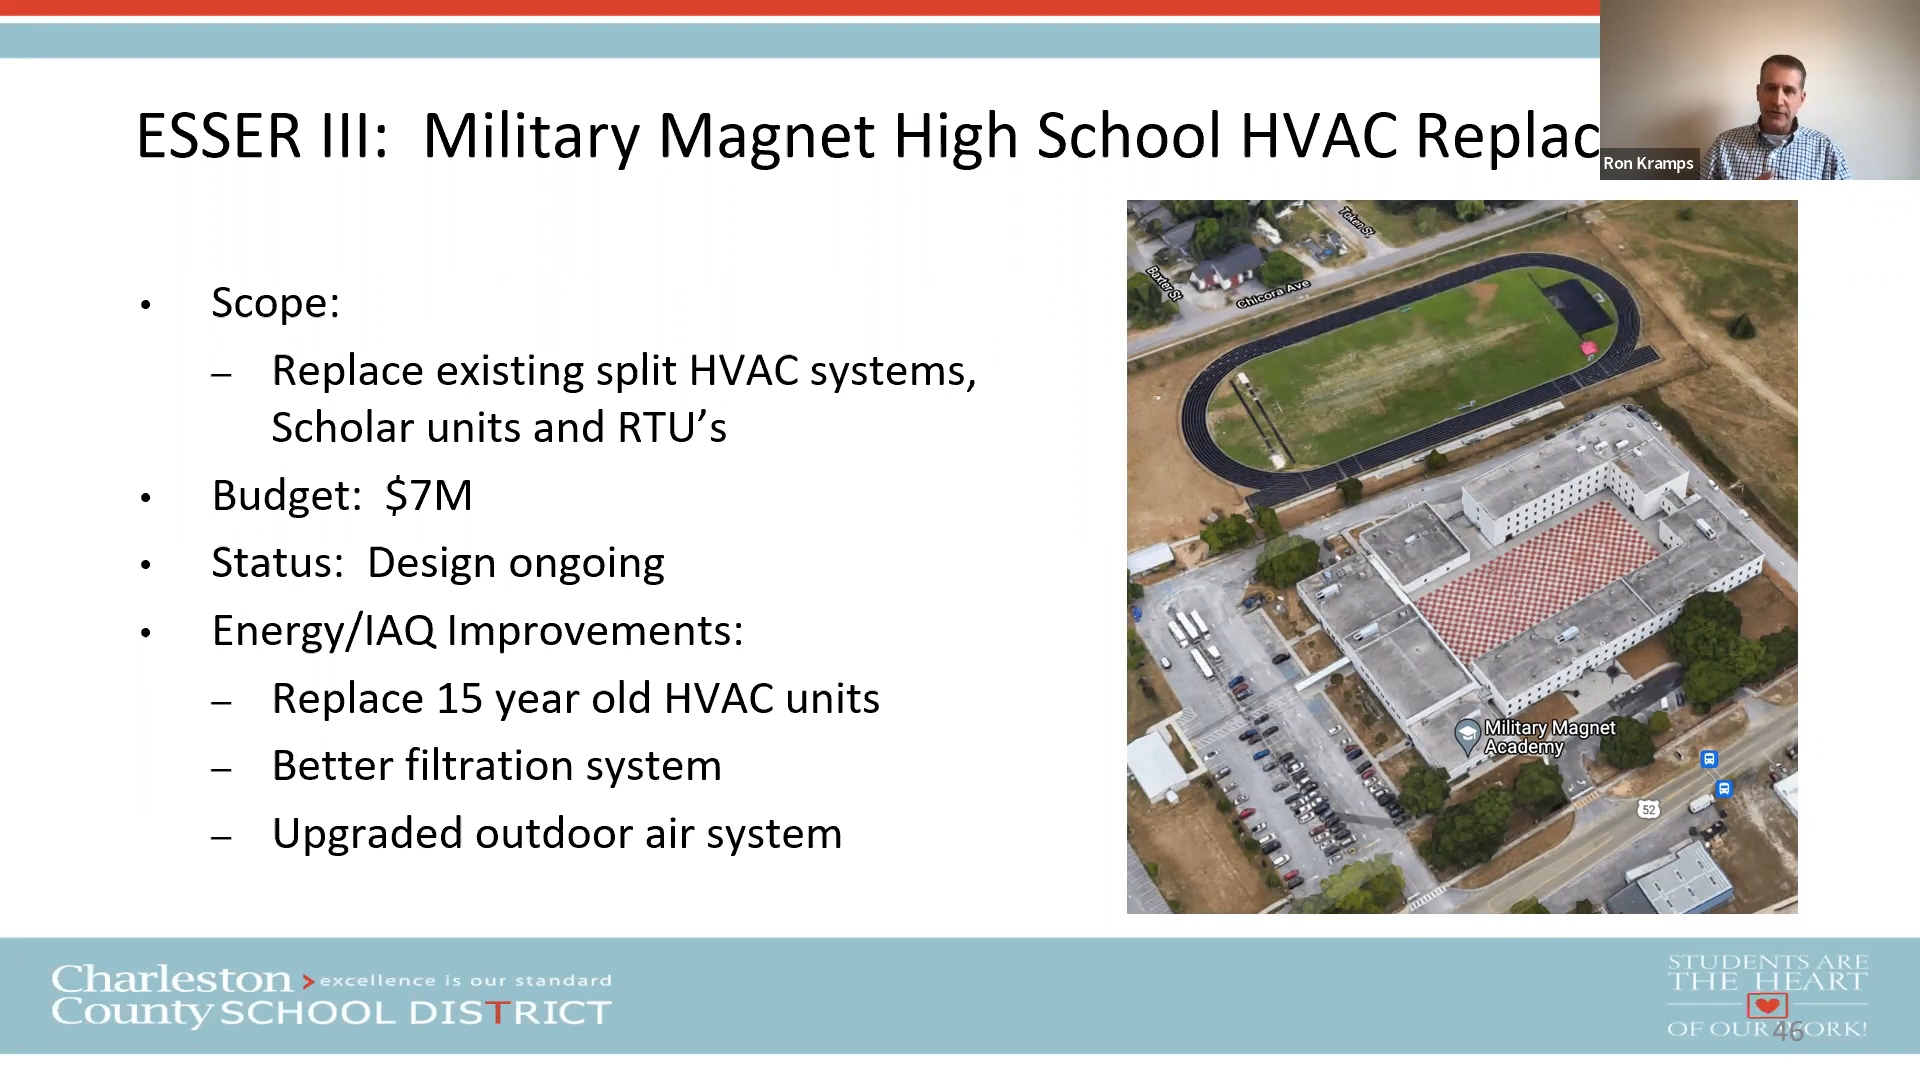 ESSER III:  Military Magnet High School HVAC Replac
Ron Kramps
• Scope:
– Replace existing split HVAC systems,
Scholar units and RTU’s
• Budget:  $7M
• Status:  Design ongoing
• Energy/IAQ Improvements:
– Replace 15 year old HVAC units
– Better filtration system
– Upgraded outdoor air system
Token St
Baxter St
Chicora Ave
Military Magnet
Academy
52
Charleston > excellence is our standard
County SCHOOL DISTRICT
STUDENTS ARE
THE HEART
OF OUR WORK!
46